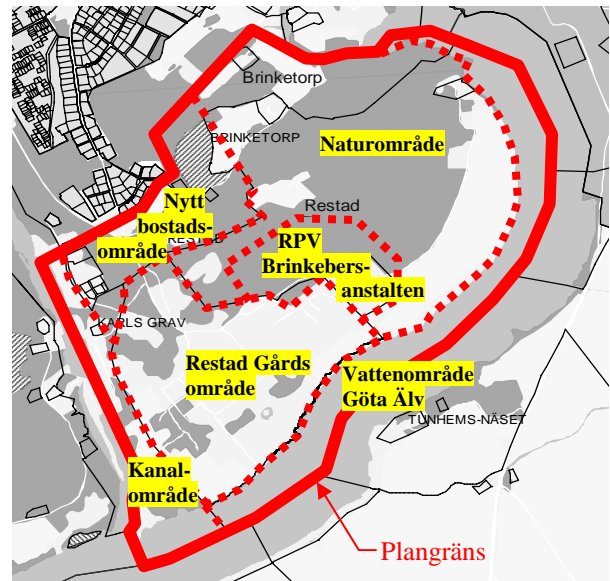 Brinketorp
BRINKETORP
Naturområde
Nytt
bostads-
område
RESTAD
Restad
RPV
Brinkebers-
anstalten
KARLS GRAV
Restad Gårds
område
Vattenområde
Göta Älv
TUNHEMS-NÄSET
Kanal-
område
Plangräns